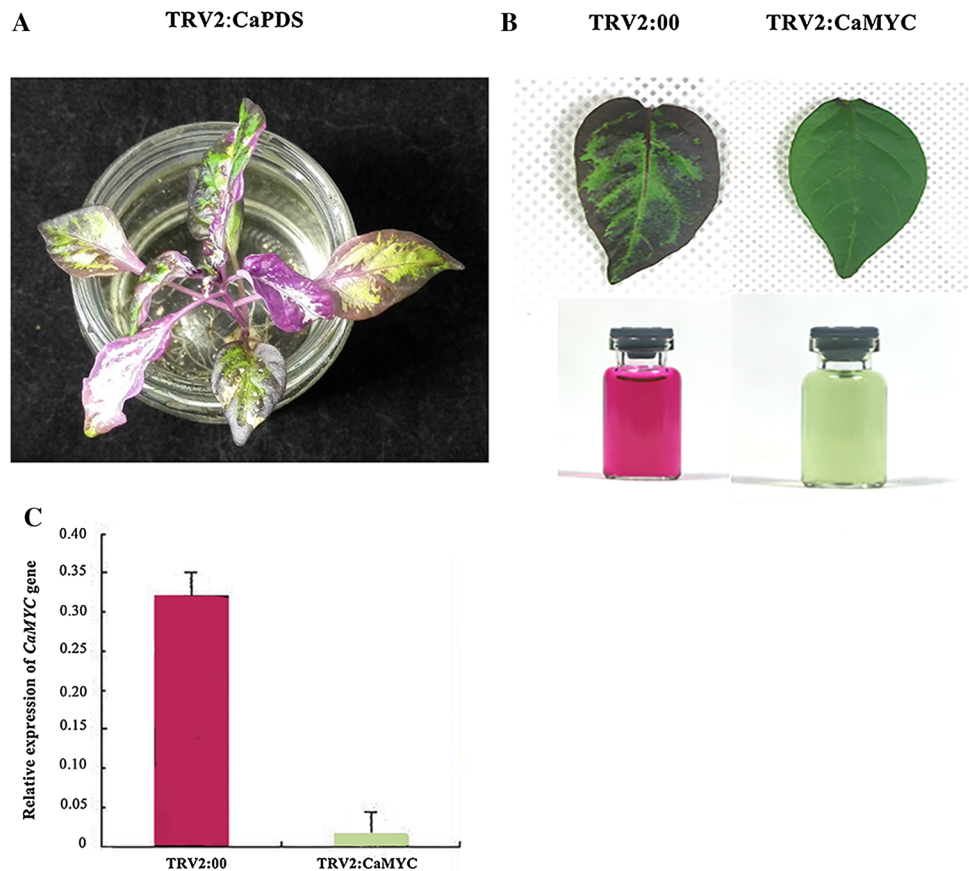 A
TRV2:CaPDS
B
TRV2:00
TRV2:CaMYC
C
Relative expression of CaMYC gene
0.40
0.35
0.30
0.25
0.20
0.15
0.10
0.05
0
TRV2:00
TRV2:CaMYC